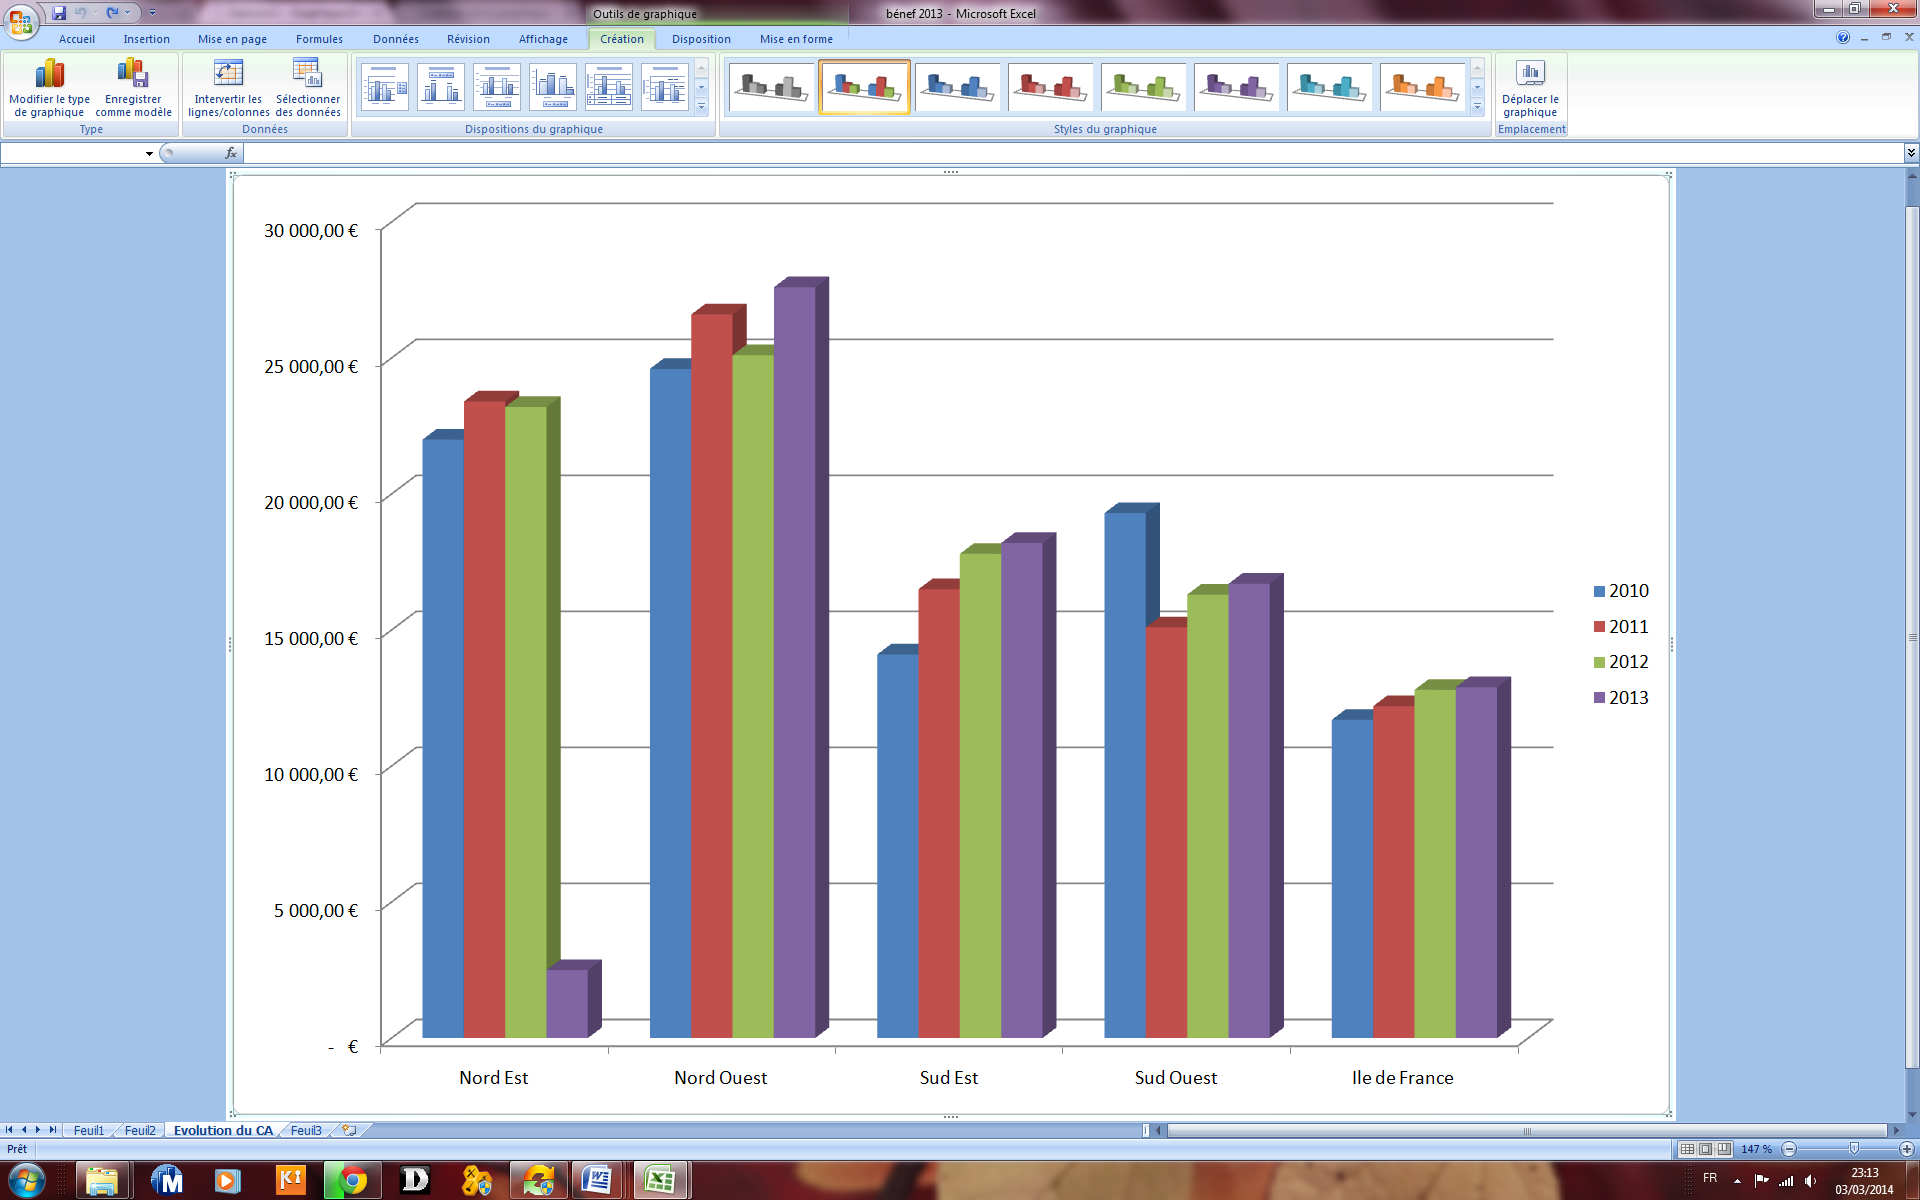 Outils de graphique
bénef 2013 - Microsoft Excel
Accueil Insertion Mise en page Formules Données Révision Affichage Création Disposition Mise en forme
Modifier le type de graphique
Enregistrer comme modèle
Intervertir les lignes/colonnes
Sélectionner des données
Déplacer le graphique
Type Données Dispositions du graphique Styles du graphique Emplacement
fx
30 000,00 €
25 000,00 €
20 000,00 €
15 000,00 €
10 000,00 €
5 000,00 €
- €
Nord Est Nord Ouest Sud Est Sud Ouest Ile de France
2010
2011
2012
2013
Feuil1 Feuil2 Evolution du CA Feuil3
Prêt
147 %
M Ki D W
FR
23:13
03/03/2014